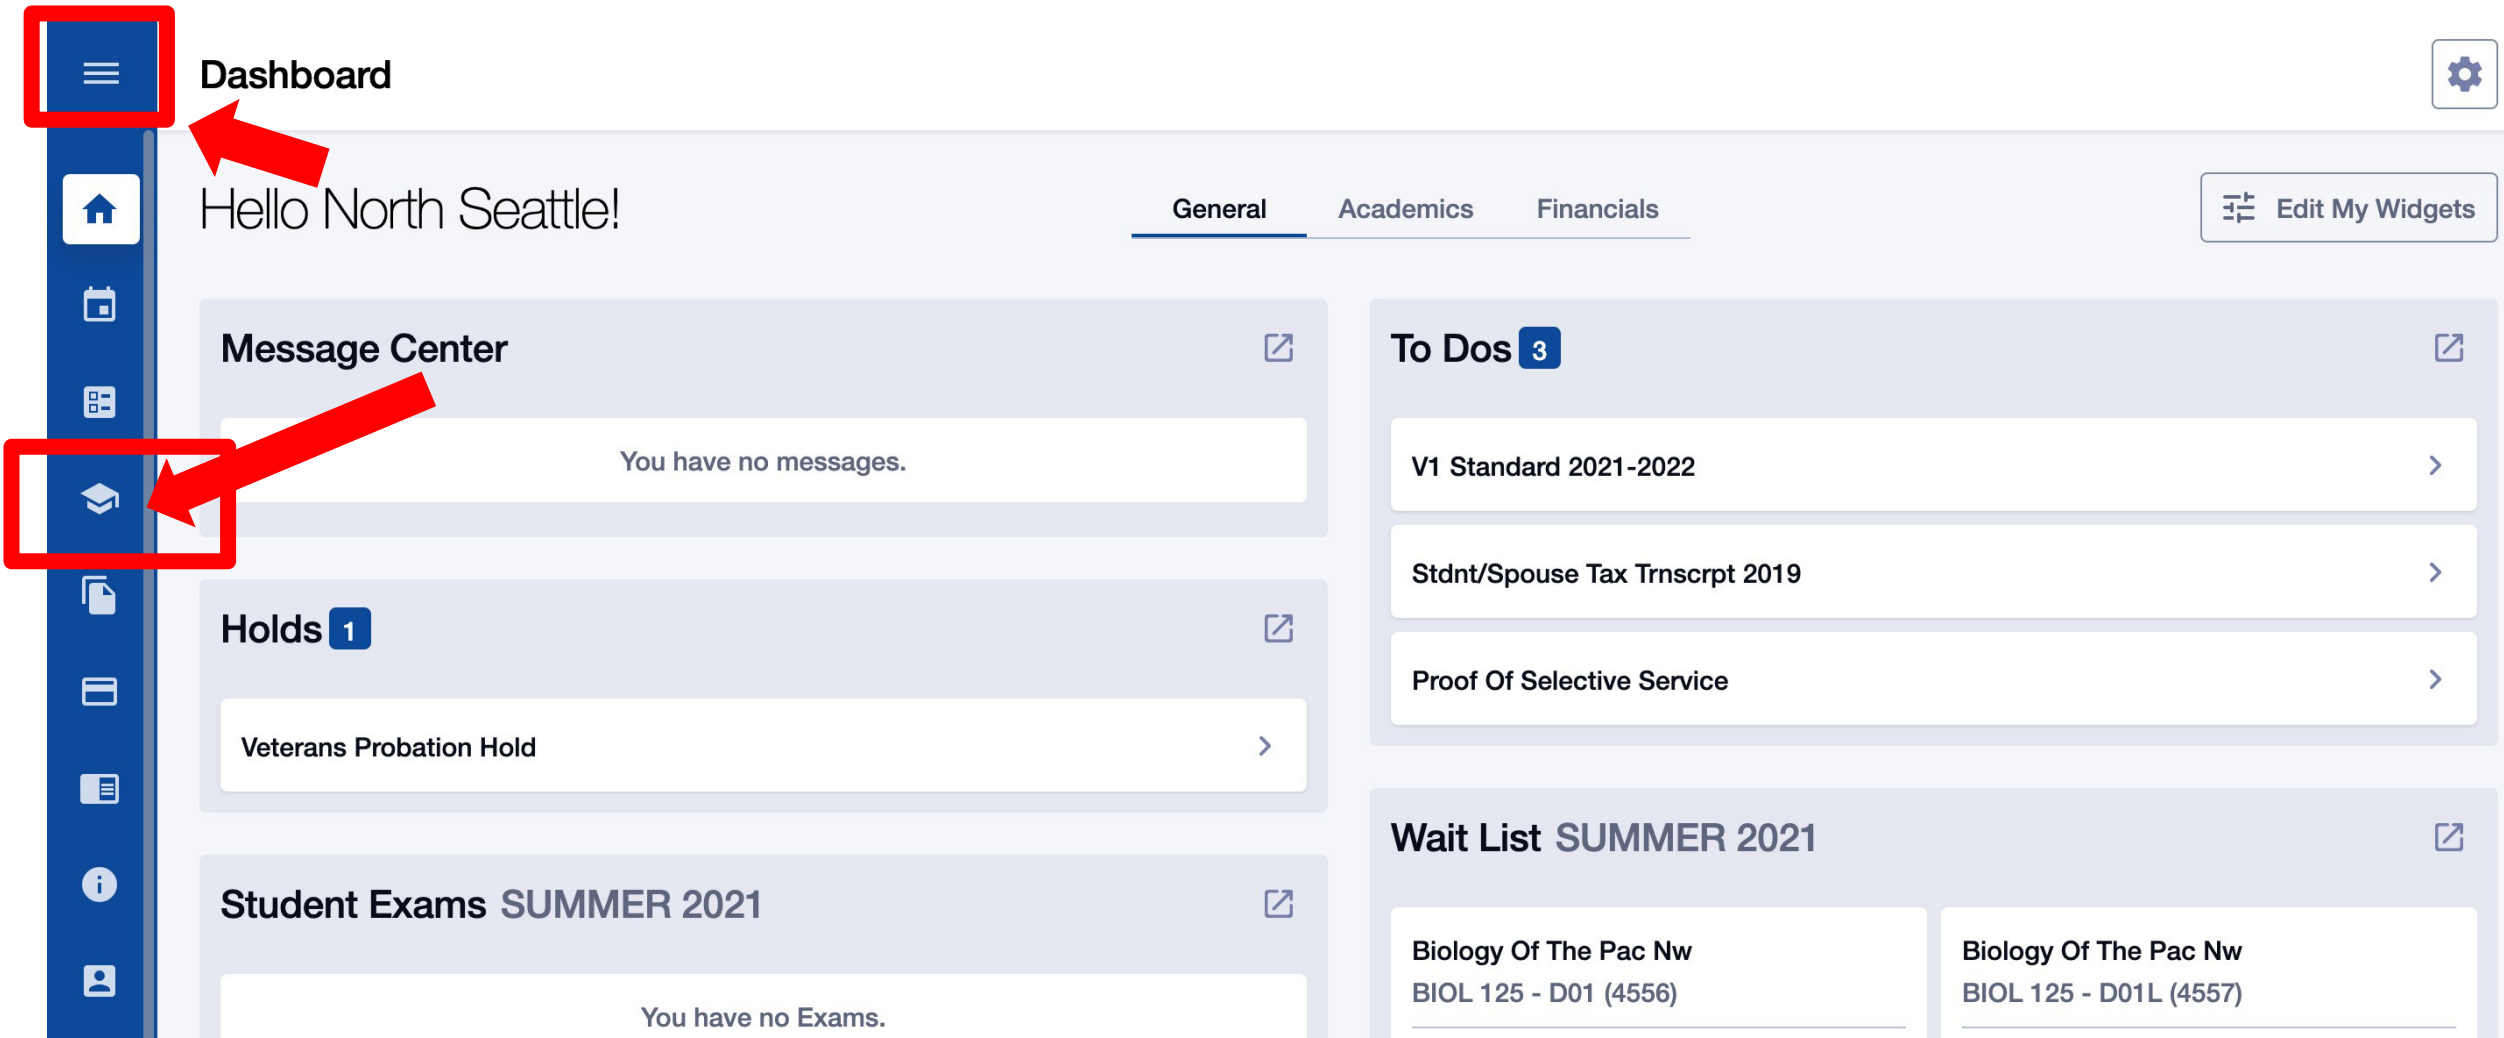 Dashboard
Hello North Seattle!
General Academics Financials
Edit My Widgets
Message Center
You have no messages.
Holds 1
Veterans Probation Hold
Student Exams SUMMER 2021
You have no Exams.
To Dos 3
V1 Standard 2021-2022
Stdnt/Spouse Tax Trnscrpt 2019
Proof Of Selective Service
Wait List SUMMER 2021
Biology Of The Pac Nw
BIOL 125 - D01 (4556)
Biology Of The Pac Nw
BIOL 125 - D01L (4557)